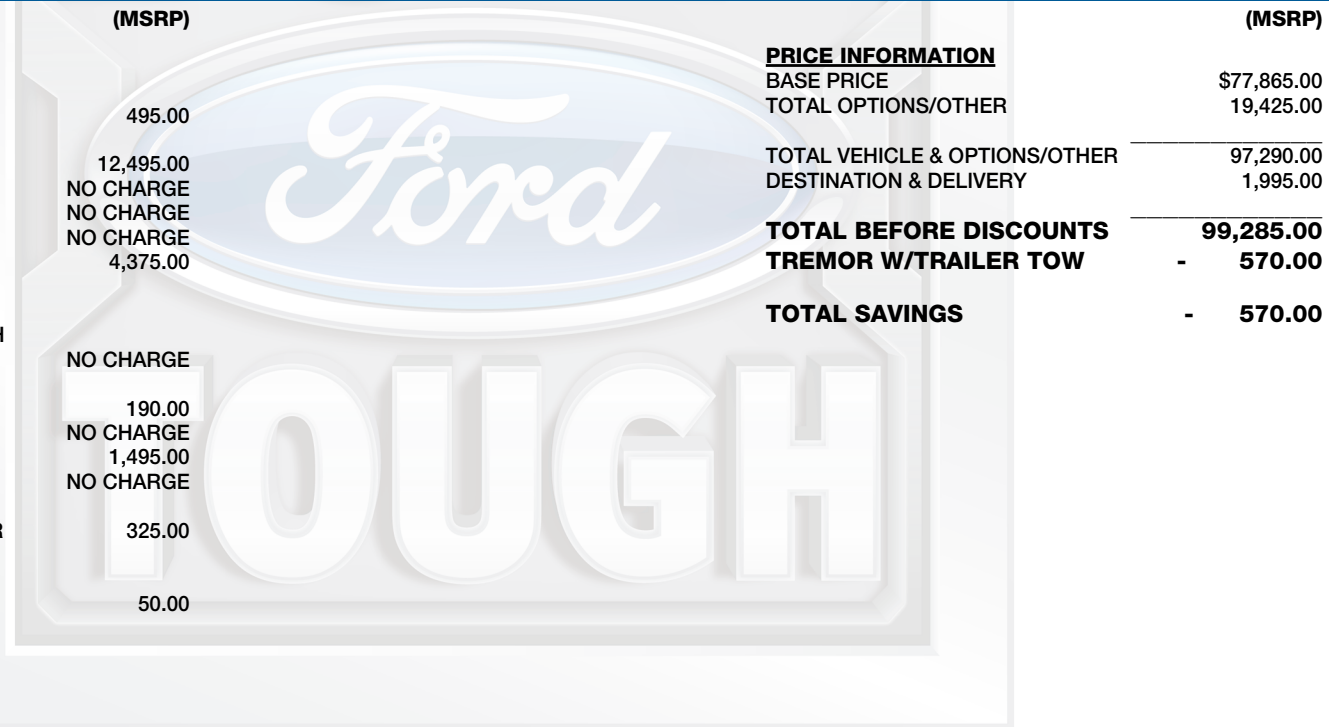 (MSRP)
495.00
12,495.00
NO CHARGE
NO CHARGE
NO CHARGE
4,375.00
H
NO CHARGE
190.00
NO CHARGE
1,495.00
NO CHARGE
R 325.00
50.00
Ford
TOUGH
(MSRP)
PRICE INFORMATION
BASE PRICE $77,865.00
TOTAL OPTIONS/OTHER 19,425.00
TOTAL VEHICLE & OPTIONS/OTHER 97,290.00
DESTINATION & DELIVERY 1,995.00
TOTAL BEFORE DISCOUNTS 99,285.00
TREMOR W/TRAILER TOW - 570.00
TOTAL SAVINGS - 570.00